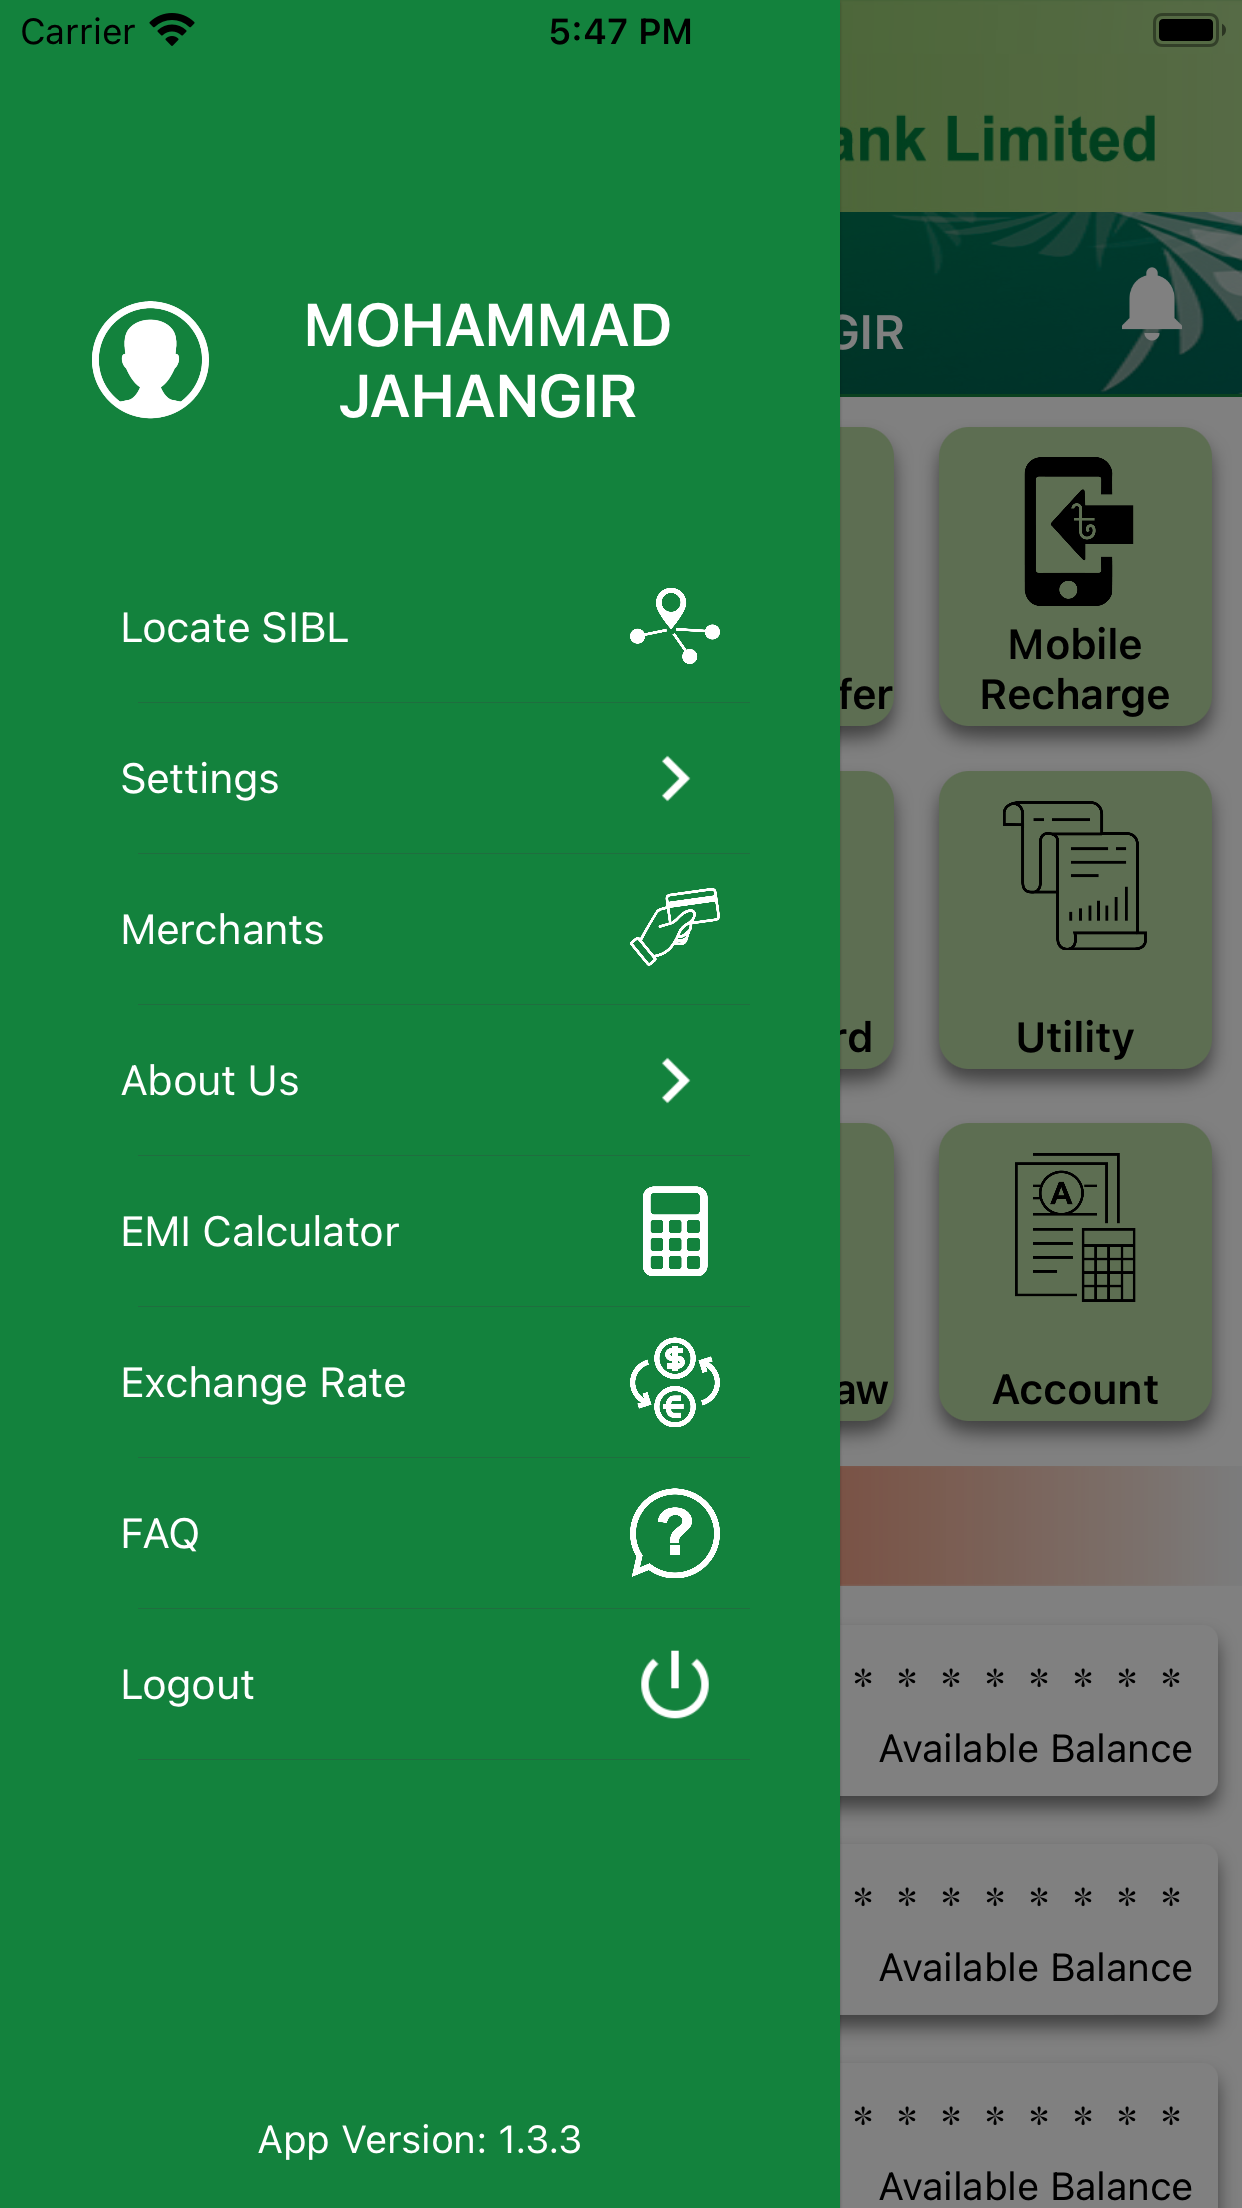 Carrier
5:47 PM
ank Limited
MOHAMMAD
JAHANGIR
GIR
Locate SIBL
Settings
Merchants
About Us
EMI Calculator
Exchange Rate
FAQ
Logout
App Version: 1.3.3
fer
Mobile
Recharge
rd
Utility
aw
A
Account
* * * * * * * *
Available Balance
* * * * * * * *
Available Balance
* * * * * * * *
Available Balance